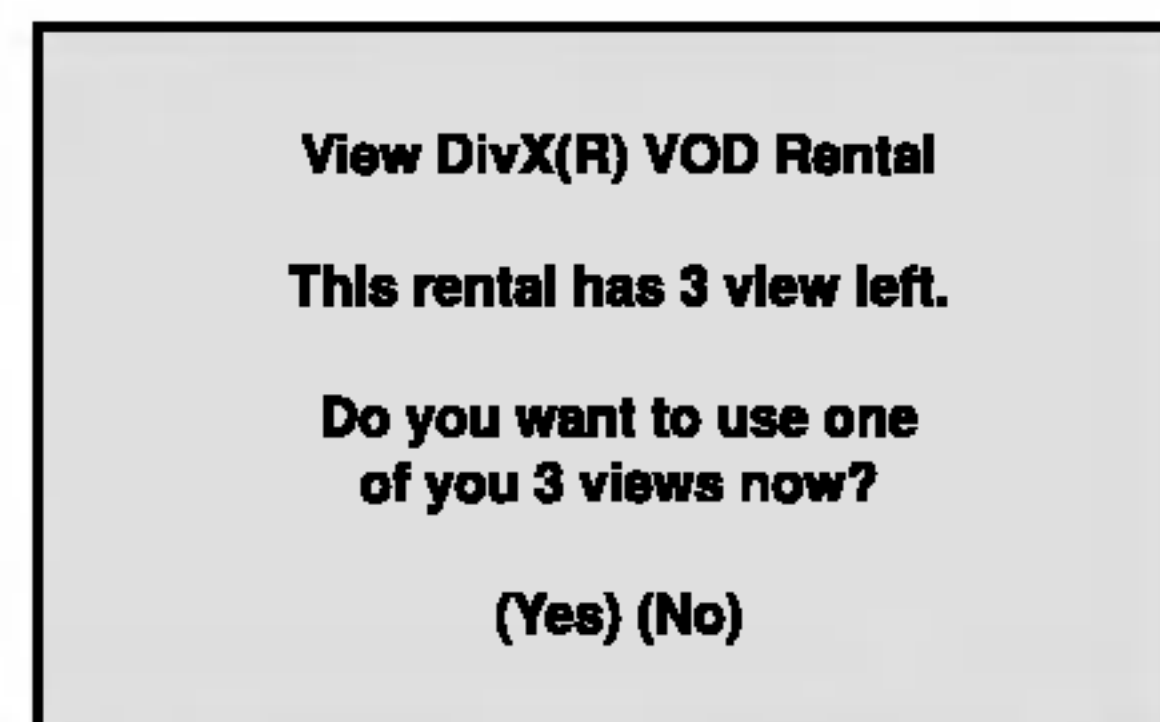 View DivX(R) VOD Rental
This rental has 3 view left.
Do you want to use one
of you 3 views now?
(Yes) (No)